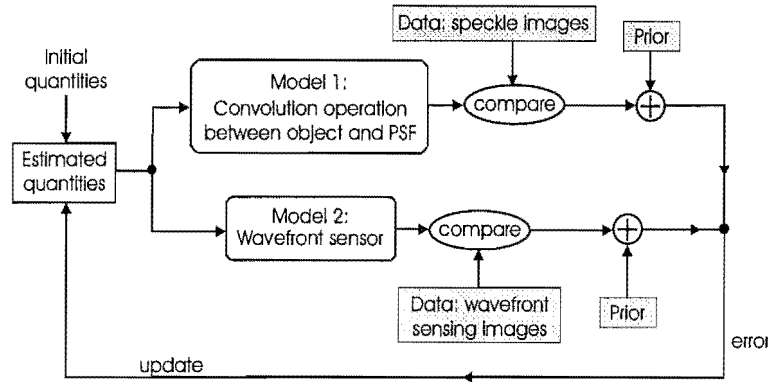 Data: speckle images
Prior
Initial
quantities
Model 1:
Convolution operation
between object and PSF
compare
Estimated
quantities
Model 2:
Wavefront sensor
compare
Data: wavefront
sensing images
Prior
error
update